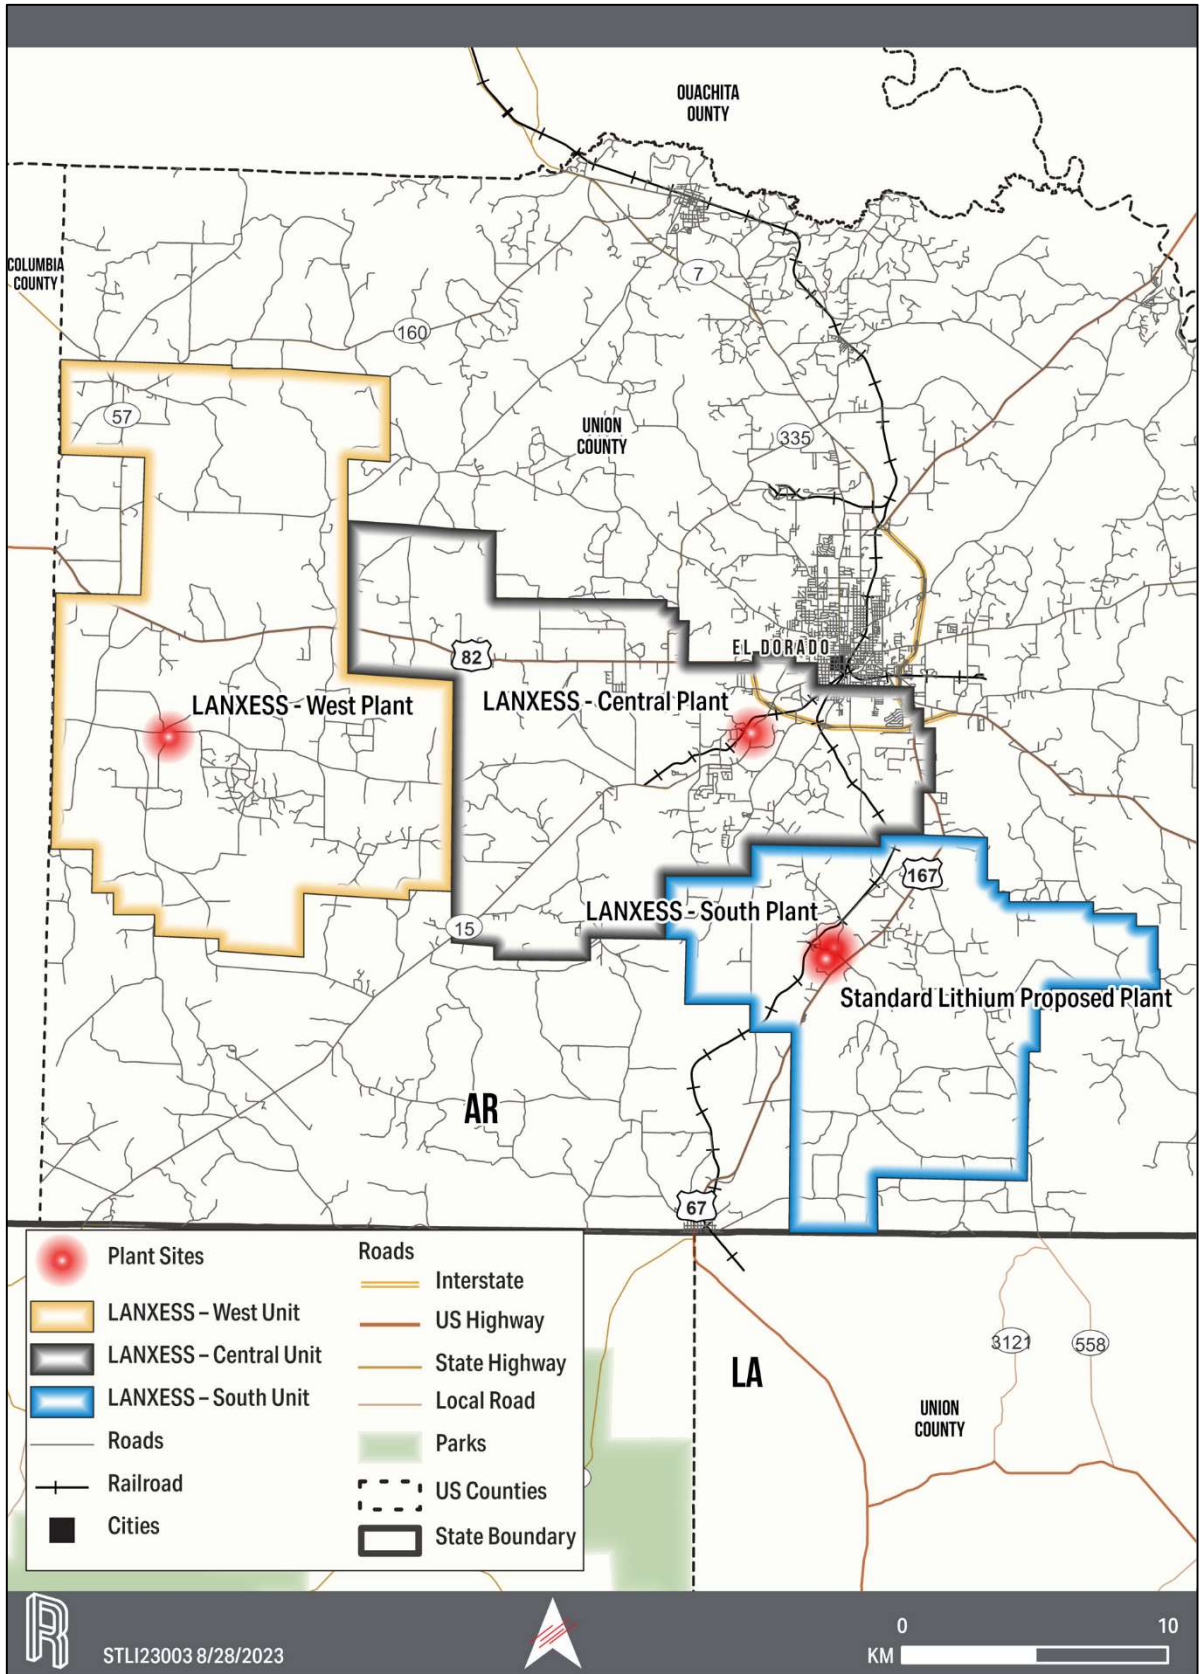 OUACHITA
OUNTY
COLUMBIA
COUNTY
7
160
57
UNION
COUNTY
335
EL DORADO
82
LANXESS - West Plant
LANXESS - Central Plant
167
LANXESS - South Plant
15
Standard Lithium Proposed Plant
AR
67
Plant Sites
LANXESS – West Unit
LANXESS – Central Unit
LANXESS – South Unit
Roads
Railroad
Cities
Roads
Interstate
US Highway
State Highway
Local Road
Parks
US Counties
State Boundary
3121
558
LA
UNION
COUNTY
R
STLI23003 8/28/2023
0 10
KM